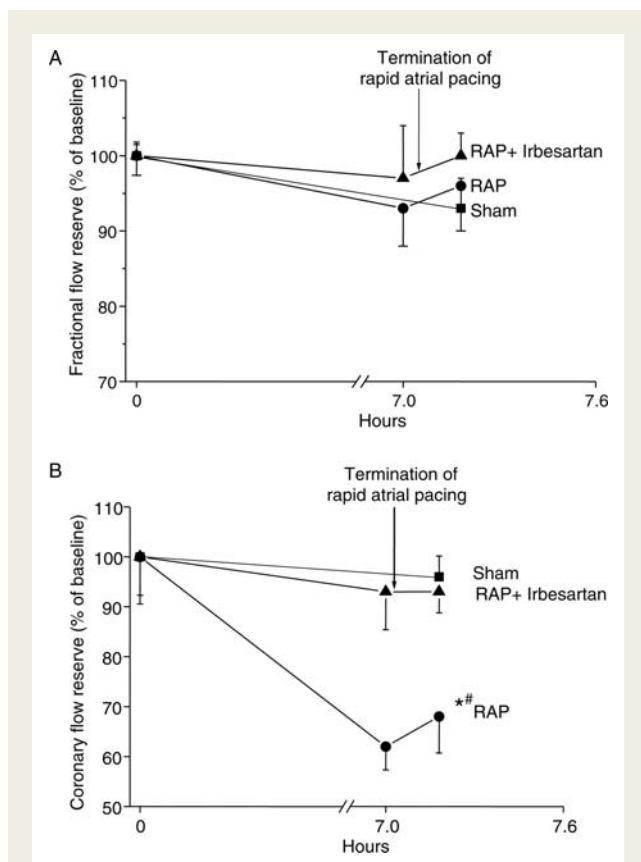 A
Termination of
rapid atrial pacing
110
100
90
80
70
Fractional flow reserve (% of baseline)
RAP+ Irbesartan
RAP
Sham
0
7.0
7.6
Hours
B
Termination of
rapid atrial pacing
110
100
90
80
70
60
50
Coronary flow reserve (% of baseline)
Sham
RAP+ Irbesartan
*# RAP
0
7.0
7.6
Hours